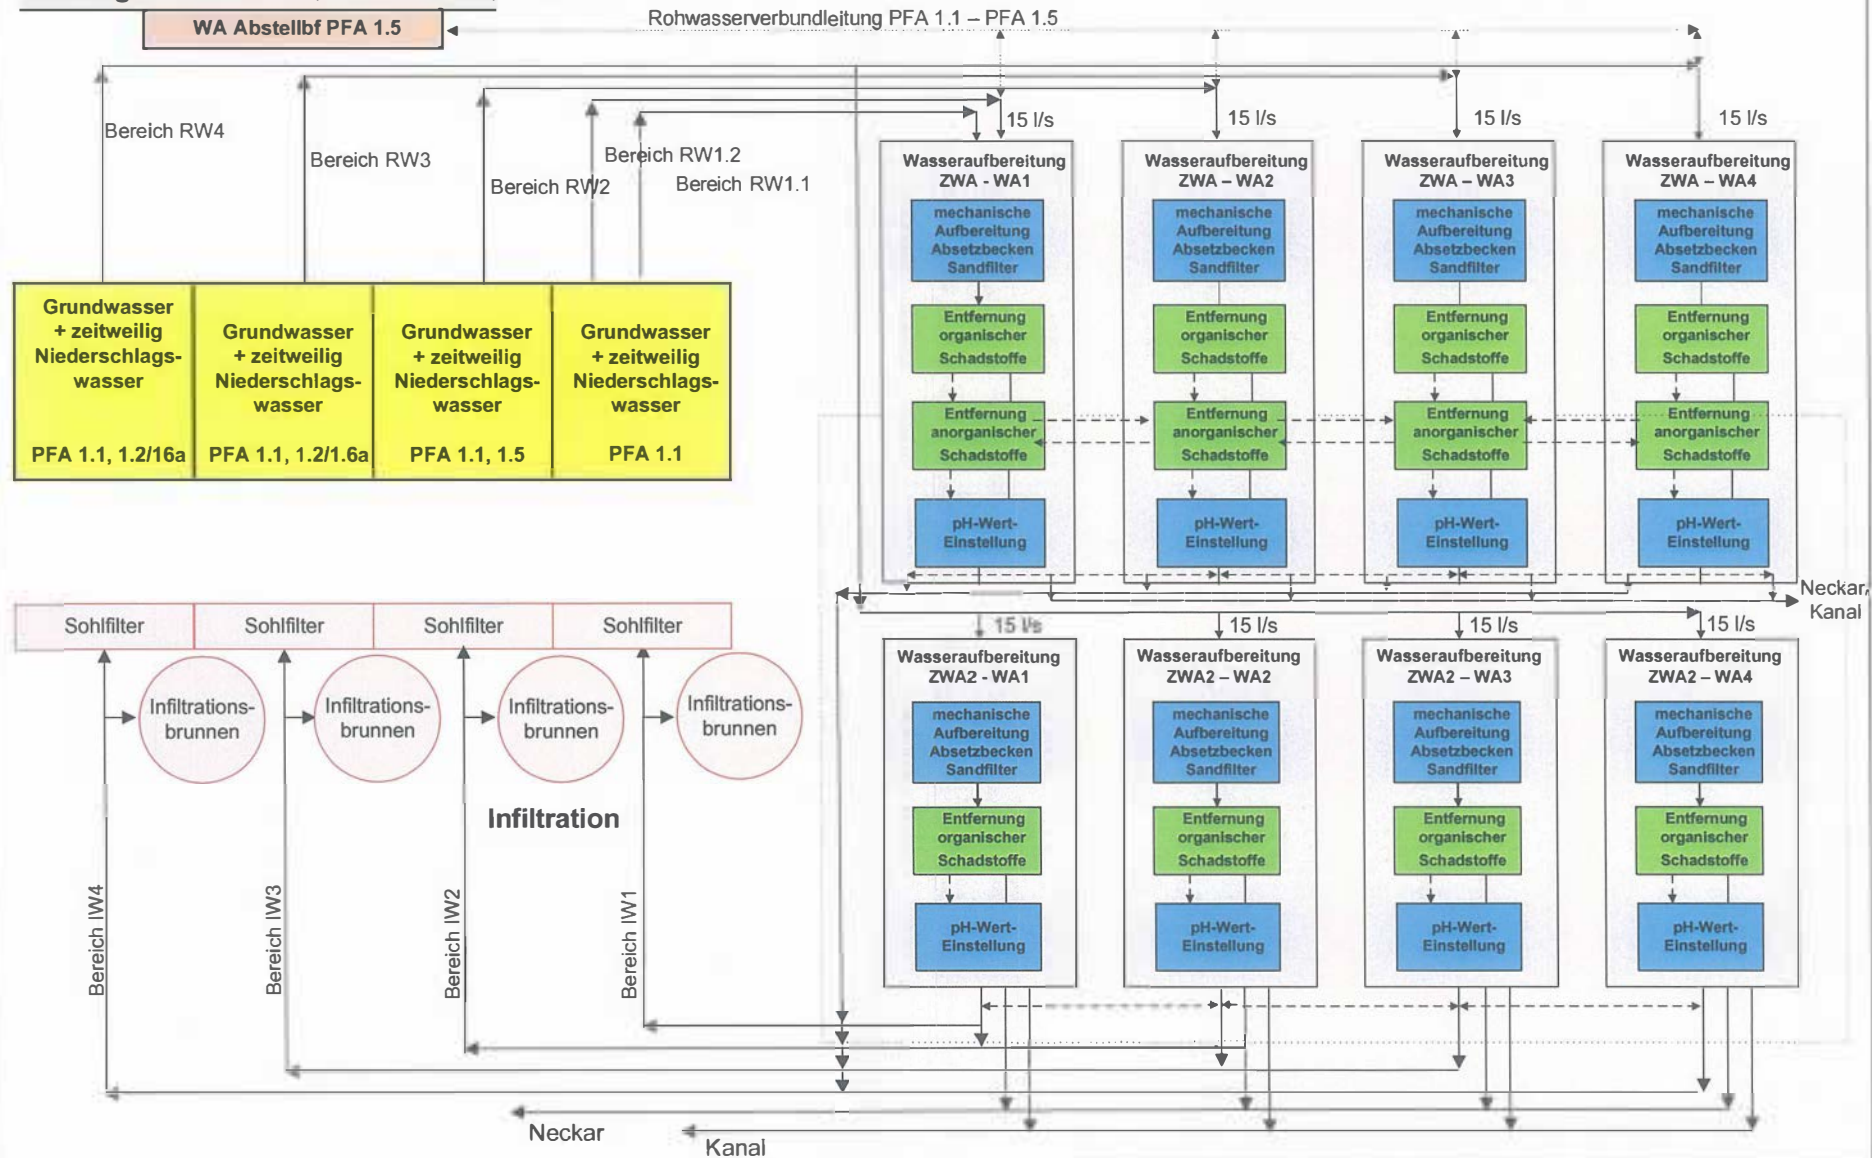 WA Abstellbf PFA 1.5
Rohwasserverbundleitung PFA 1.1 – PFA 1.5
Bereich RW4
Bereich RW3
Bereich RW2
Bereich RW1.2
Bereich RW1.1
15 l/s
15 l/s
15 l/s
15 l/s
Grundwasser
+ zeitweilig
Niederschlags-
wasser
PFA 1.1, 1.2/16a
Grundwasser
+ zeitweilig
Niederschlags-
wasser
PFA 1.1, 1.2/1.6a
Grundwasser
+ zeitweilig
Niederschlags-
wasser
PFA 1.1, 1.5
Grundwasser
+ zeitweilig
Niederschlags-
wasser
PFA 1.1
Wasseraufbereitung
ZWA - WA1
mechanische
Aufbereitung
Absetzbecken
Sandfilter
Entfernung
organischer
Schadstoffe
Entfernung
anorganischer
Schadstoffe
pH-Wert-
Einstellung
Wasseraufbereitung
ZWA – WA2
mechanische
Aufbereitung
Absetzbecken
Sandfilter
Entfernung
organischer
Schadstoffe
Entfernung
anorganischer
Schadstoffe
pH-Wert-
Einstellung
Wasseraufbereitung
ZWA – WA3
mechanische
Aufbereitung
Absetzbecken
Sandfilter
Entfernung
organischer
Schadstoffe
Entfernung
anorganischer
Schadstoffe
pH-Wert-
Einstellung
Wasseraufbereitung
ZWA – WA4
mechanische
Aufbereitung
Absetzbecken
Sandfilter
Entfernung
organischer
Schadstoffe
Entfernung
anorganischer
Schadstoffe
pH-Wert-
Einstellung
Neckar,
Kanal
Sohlfilter
Sohlfilter
Sohlfilter
Sohlfilter
Infiltrations-
brunnen
Infiltrations-
brunnen
Infiltrations-
brunnen
Infiltrations-
brunnen
Infiltration
Bereich IW4
Bereich IW3
Bereich IW2
Bereich IW1
15 l/s
15 l/s
15 l/s
15 l/s
Wasseraufbereitung
ZWA2 - WA1
mechanische
Aufbereitung
Absetzbecken
Sandfilter
Entfernung
organischer
Schadstoffe
pH-Wert-
Einstellung
Wasseraufbereitung
ZWA2 – WA2
mechanische
Aufbereitung
Absetzbecken
Sandfilter
Entfernung
organischer
Schadstoffe
pH-Wert-
Einstellung
Wasseraufbereitung
ZWA2 – WA3
mechanische
Aufbereitung
Absetzbecken
Sandfilter
Entfernung
organischer
Schadstoffe
pH-Wert-
Einstellung
Wasseraufbereitung
ZWA2 – WA4
mechanische
Aufbereitung
Absetzbecken
Sandfilter
Entfernung
organischer
Schadstoffe
pH-Wert-
Einstellung
Neckar
Kanal